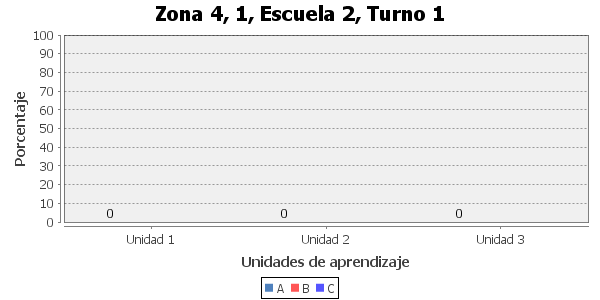 Zona 4, 1, Escuela 2, Turno 1
Porcentaje
100
90
80
70
60
50
40
30
20
10
0
0 0 0
Unidad 1 Unidad 2 Unidad 3
Unidades de aprendizaje
A B C